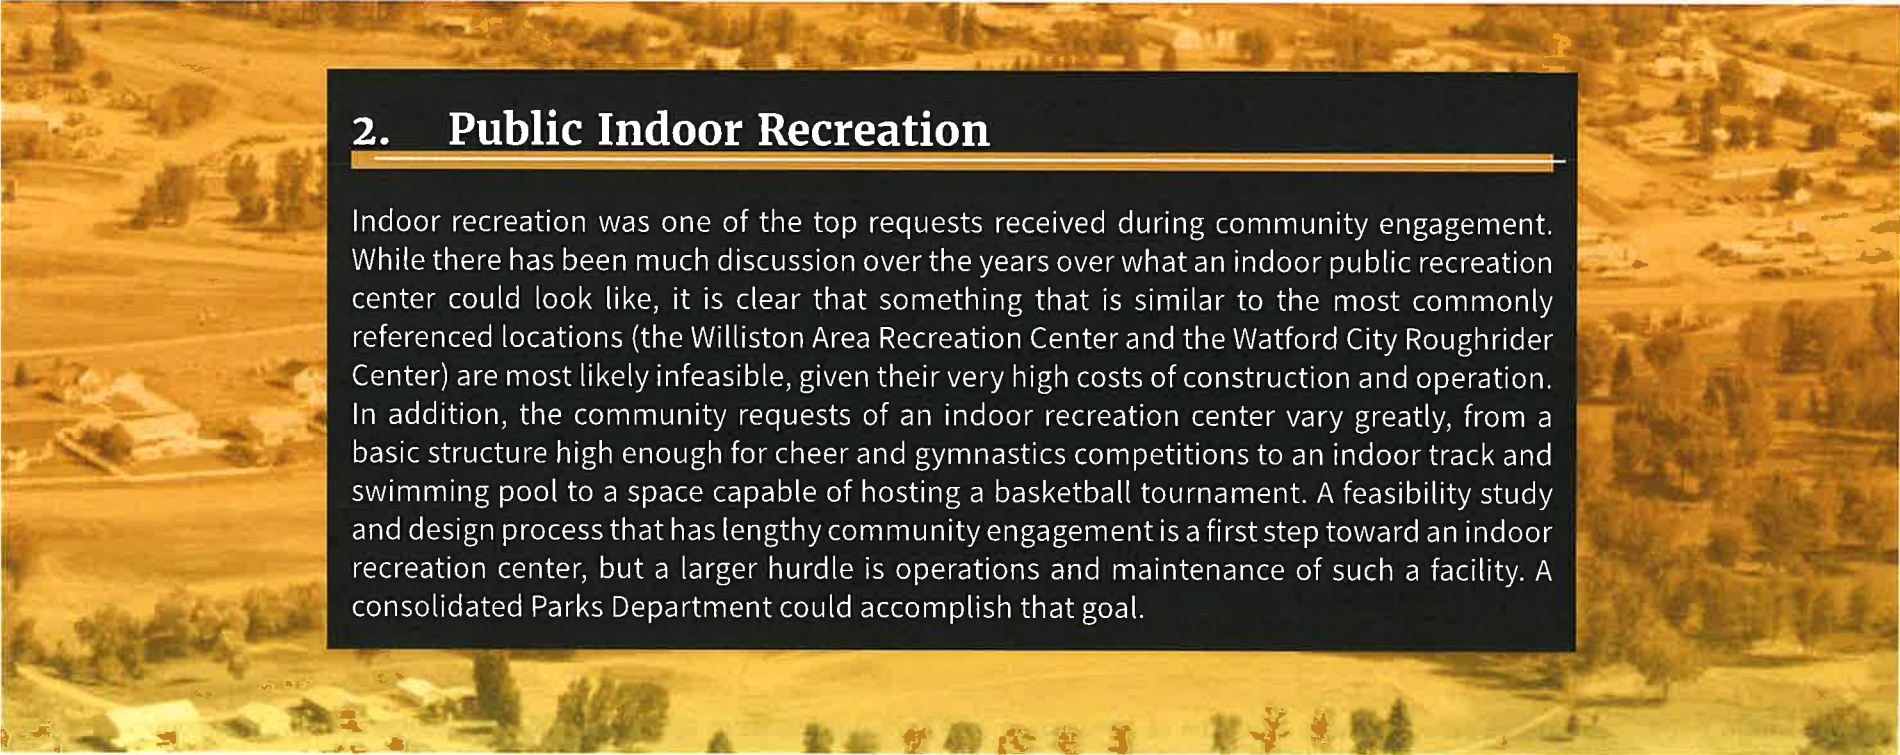 2. Public Indoor Recreation
Indoor recreation was one of the top requests received during community engagement.
While there has been much discussion over the years over what an indoor public recreation
center could look like, it is clear that something that is similar to the most commonly
referenced locations (the Williston Area Recreation Center and the Watford City Roughrider
Center) are most likely infeasible, given their very high costs of construction and operation.
In addition, the community requests of an indoor recreation center vary greatly, from a
basic structure high enough for cheer and gymnastics competitions to an indoor track and
swimming pool to a space capable of hosting a basketball tournament. A feasibility study
and design process that has lengthy community engagement is a first step toward an indoor
recreation center, but a larger hurdle is operations and maintenance of such a facility. A
consolidated Parks Department could accomplish that goal.